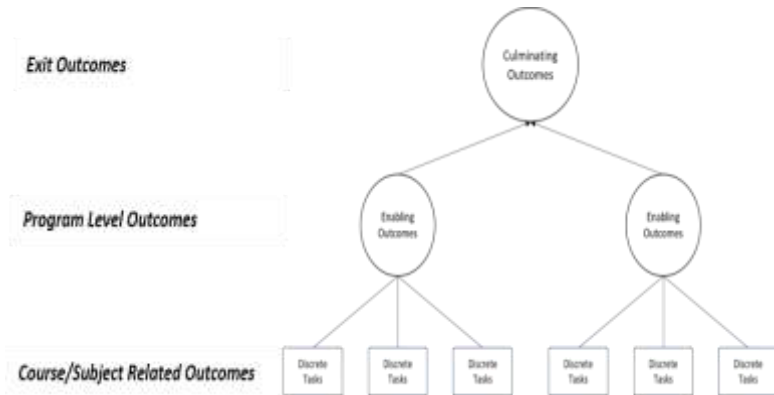 Exit Outcomes
Culminating
Outcomes
Program Level Outcomes
Enabling
Outcomes
Enabling
Outcomes
Course/Subject Related Outcomes
Discrete
Tasks
Discrete
Tasks
Discrete
Tasks
Discrete
Tasks
Discrete
Tasks
Discrete
Tasks